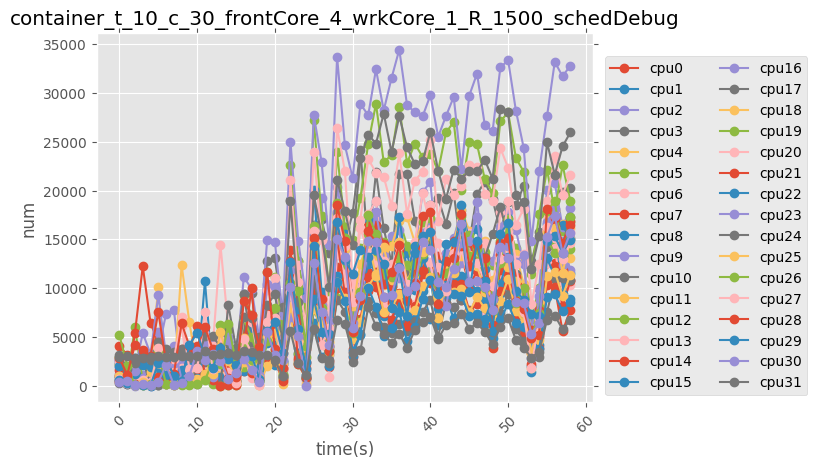 container_t_10_c_30_frontCore_4_wrkCore_1_R_1500_schedDebug
35000
30000
25000
20000
15000
10000
5000
0
num
0
10
20
30
40
50
60
time(s)
cpu0
cpu1
cpu2
cpu3
cpu4
cpu5
cpu6
cpu7
cpu8
cpu9
cpu10
cpu11
cpu12
cpu13
cpu14
cpu15
cpu16
cpu17
cpu18
cpu19
cpu20
cpu21
cpu22
cpu23
cpu24
cpu25
cpu26
cpu27
cpu28
cpu29
cpu30
cpu31